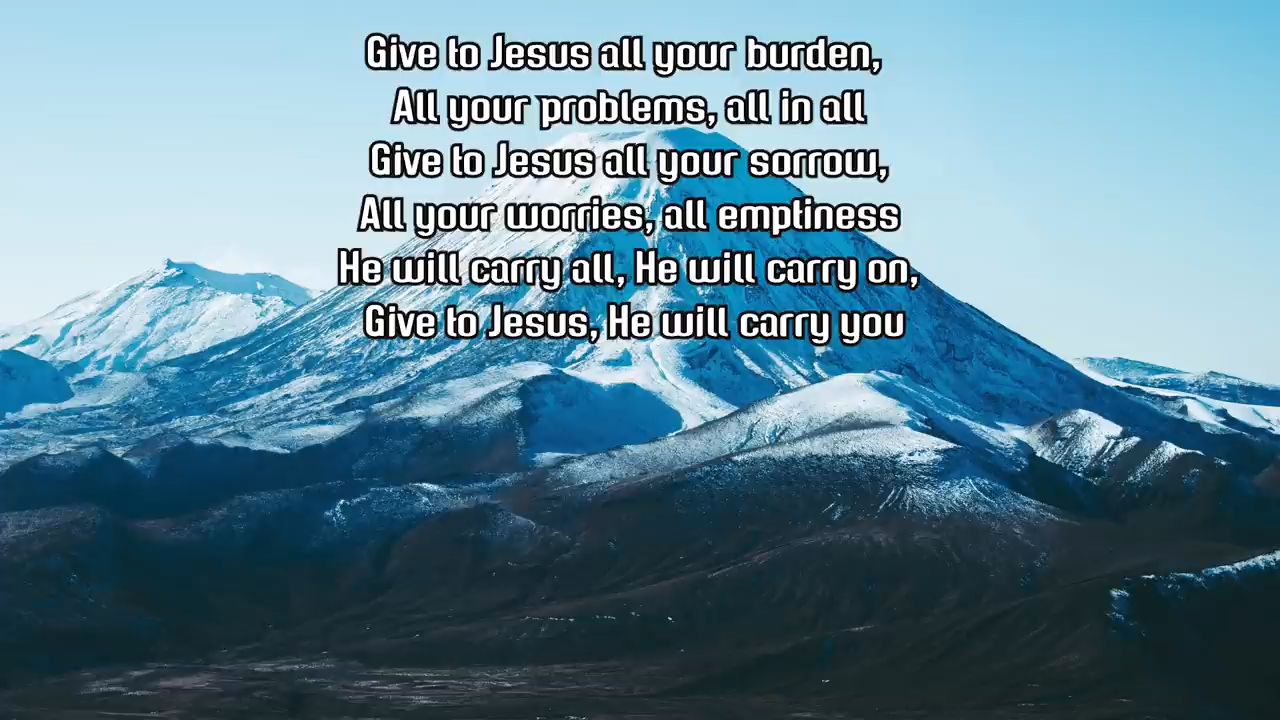 Give to Jesus all your burden,
All your problems, all in all
Give to Jesus all your sorrow,
All your worries, all emptiness
He will carry all, He will carry on,
Give to Jesus, He will carry you